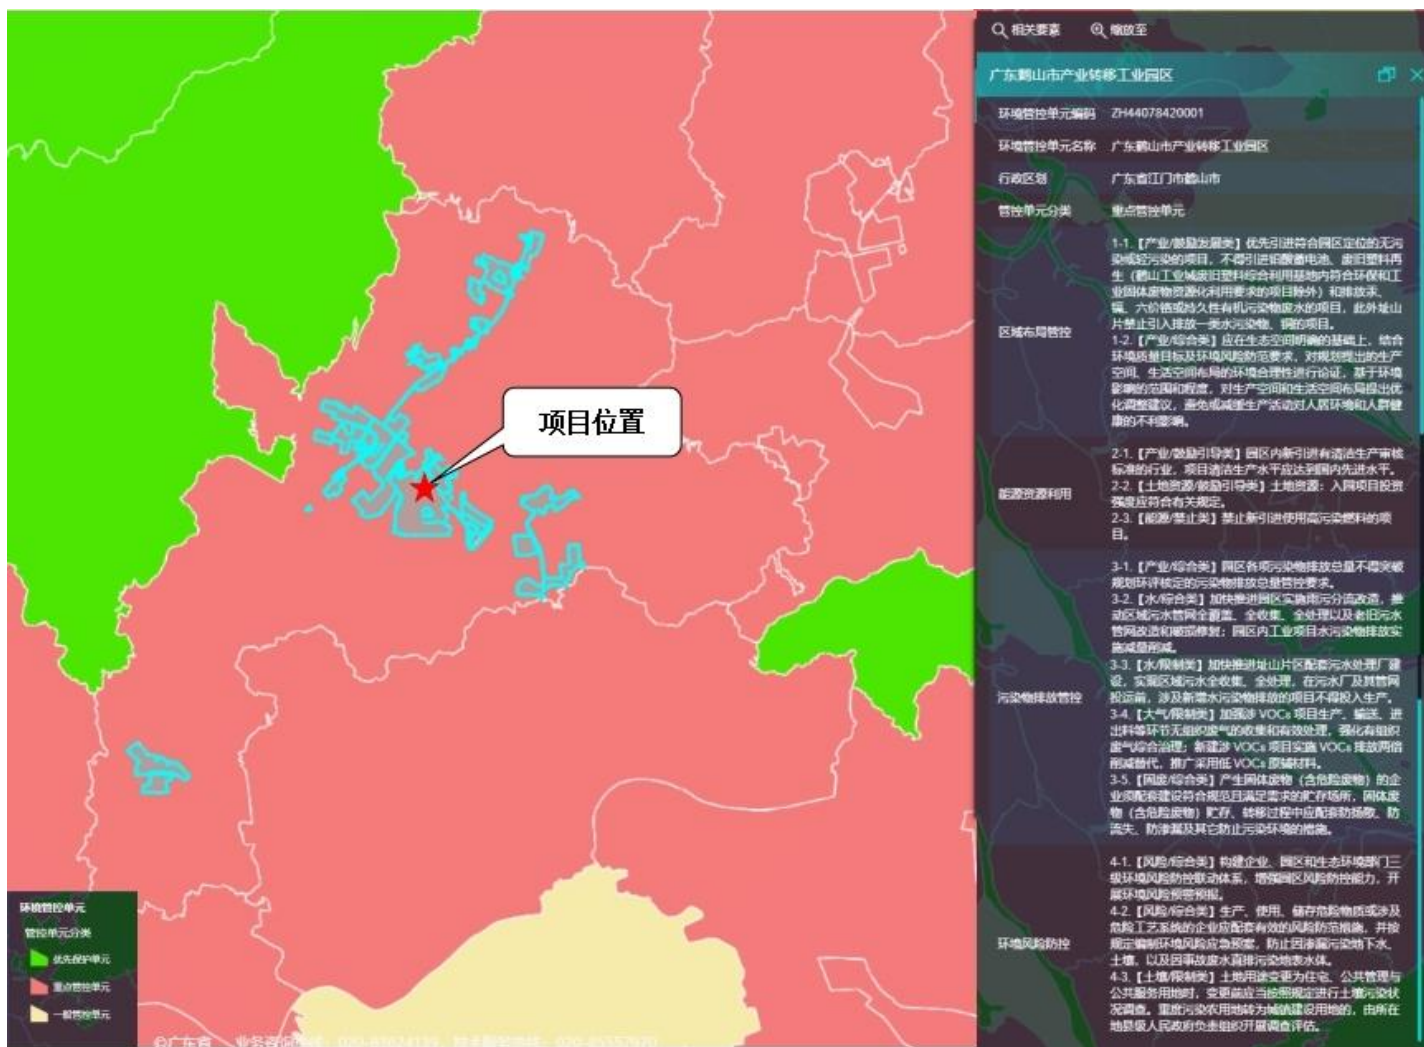 项目位置
环境管控单元
管控单元分类
优先保护单元
重点管控单元
一般管控单元
©广东省
相关要素 缩放至
广东鹤山市产业转移工业园区
环境管控单元编码 ZH44078420001
环境管控单元名称 广东鹤山市产业转移工业园区
行政区划 广东省江门市鹤山市
管控单元分类 重点管控单元
区域布局管控
1-1.【产业/鼓励发展类】优先引进符合园区定位的无污
染或轻污染的项目，不得引进铅酸蓄电池、废旧塑料再
生（鹤山工业城废旧塑料综合利用基地内符合环保和工
业固体废物资源化利用要求的项目除外）和排放汞、
镉、六价铬或持久性有机污染物废水的项目，此外址山
片禁止引入排放一类水污染物、铜的项目。
1-2.【产业/综合类】应在生态空间明确的基础上，结合
环境质量目标及环境风险防范要求，对规划提出的生产
空间、生活空间布局的环境合理性进行论证，基于环境
影响的范围和程度，对生产空间和生活空间布局提出优
化调整建议，避免或减缓生产活动对人居环境和人群健
康的不利影响。
能源资源利用
2-1.【产业/鼓励引导类】园区内新引进有清洁生产审核
标准的行业，项目清洁生产水平应达到国内先进水平。
2-2.【土地资源/鼓励引导类】土地资源：入园项目投资
强度应符合有关规定。
2-3.【能源/禁止类】禁止新引进使用高污染燃料的项
目。
污染物排放管控
3-1.【产业/综合类】园区各项污染物排放总量不得突破
规划环评核定的污染物排放总量管控要求。
3-2.【水/综合类】加快推进园区实施雨污分流改造，推
动区域污水管网全覆盖、全收集、全处理以及老旧污水
管网改造和破损修复；园区内工业项目水污染物排放实
施减量削减。
3-3.【水/限制类】加快推进址山片区配套污水处理厂建
设，实现区域污水全收集、全处理，在污水厂及其管网
投运前，涉及新增水污染物排放的项目不得投入生产。
3-4.【大气/限制类】加强涉 VOCs 项目生产、输送、进
出料等环节无组织废气的收集和有效处理，强化有组织
废气综合治理；新建涉 VOCs 项目实施 VOCs 排放两倍
削减替代，推广采用低 VOCs 原辅材料。
3-5.【固废/综合类】产生固体废物（含危险废物）的企
业须配套建设符合规范且满足需求的贮存场所，固体废
物（含危险废物）贮存、转移过程中应配套防扬散、防
流失、防渗漏及其它防止污染环境的措施。
环境风险防控
4-1.【风险/综合类】构建企业、园区和生态环境部门三
级环境风险防控联动体系，增强园区风险防控能力，开
展环境风险预警预报。
4-2.【风险/综合类】生产、使用、储存危险物质或涉及
危险工艺系统的企业应配套有效的风险防范措施，并按
规定编制环境风险应急预案，防止因渗漏污染地下水、
土壤，以及因事故废水直排污染地表水体。
4-3.【土壤/限制类】土地用途变更为住宅、公共管理与
公共服务用地时，变更前应当按照规定进行土壤污染状
况调查。重度污染农用地转为城镇建设用地的，由所在
地县级人民政府负责组织开展调查评估。